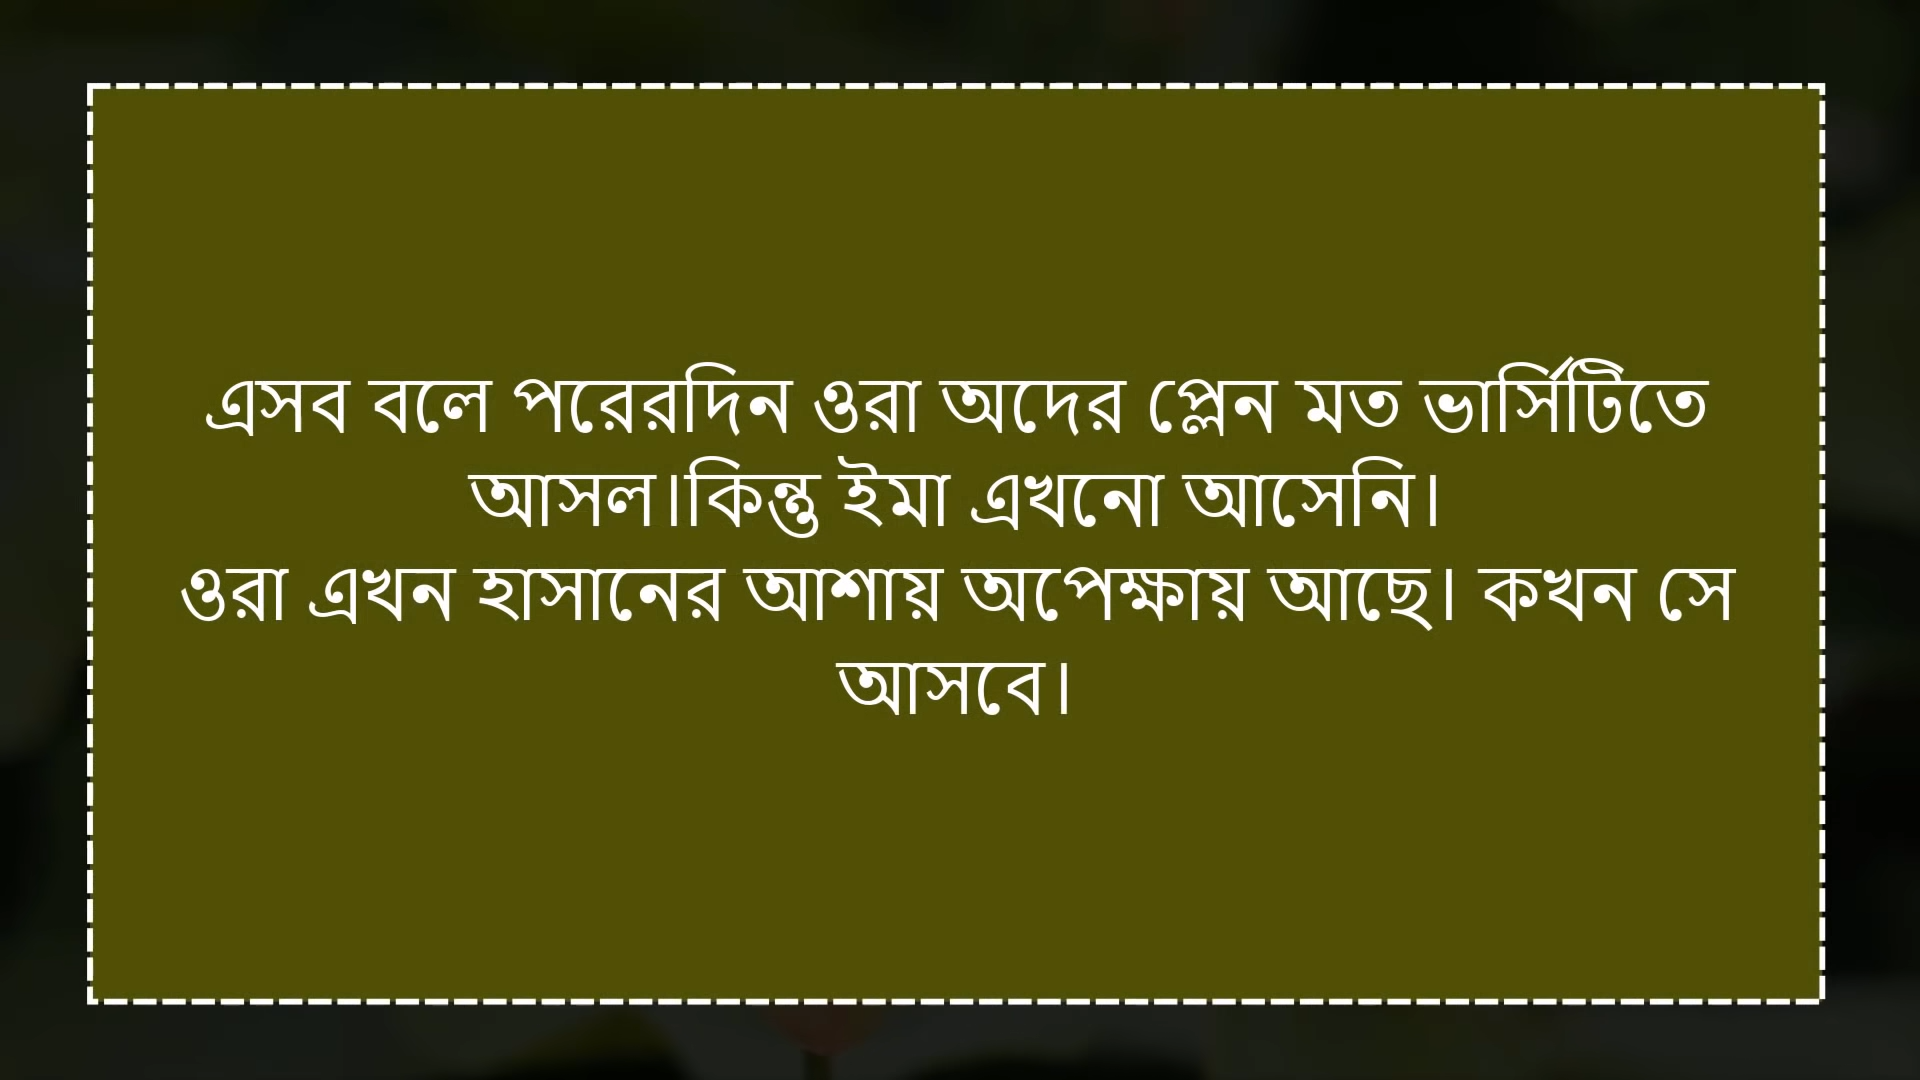 এসব বলে পরেরদিন ওরা অদের প্লেন মত ভার্সিটিতে
আসল।কিন্তু ইমা এখনো আসেনি।
ওরা এখন হাসানের আশায় অপেক্ষায় আছে। কখন সে
আসবে।